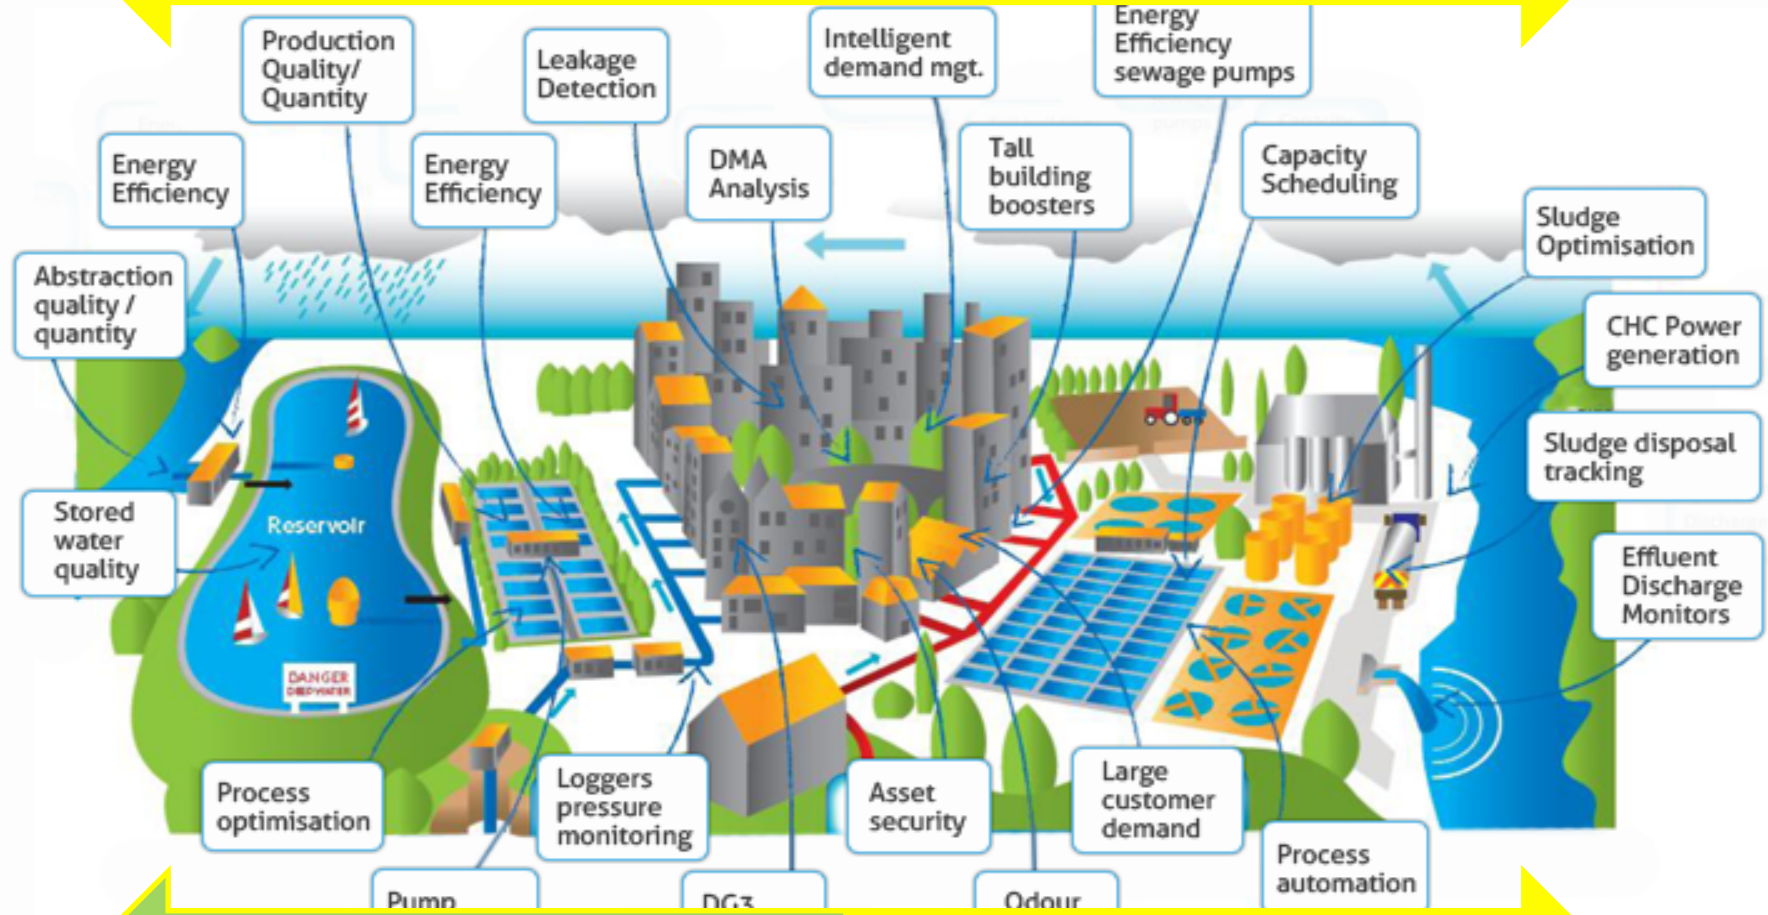 Energy
Efficiency
sewage pumps
Production
Quality/
Quantity
Leakage
Detection
Intelligent
demand mgt.
Energy
Efficiency
Energy
Efficiency
DMA
Analysis
Tall
building
boosters
Capacity
Scheduling
Sludge
Optimisation
Abstraction
quality /
quantity
CHC Power
generation
Sludge disposal
tracking
Stored
water
quality
Reservoir
Effluent
Discharge
Monitors
DANGER
DEEPWATER
Process
optimisation
Loggers
pressure
monitoring
Asset
security
Large
customer
demand
Process
automation
Pump
DG3
Odour